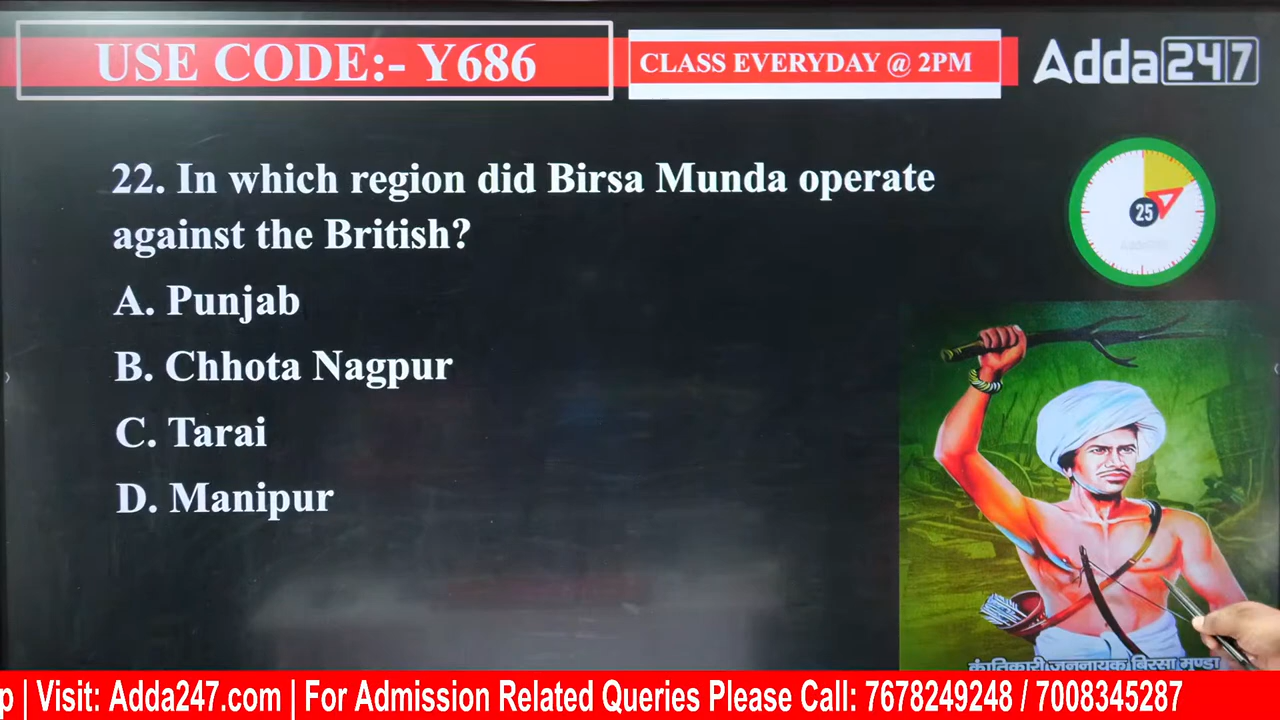 USE CODE:- Y686
CLASS EVERYDAY @ 2PM
Adda247
22. In which region did Birsa Munda operate
against the British?
25
A. Punjab
B. Chhota Nagpur
C. Tarai
D. Manipur
क्रांतिकारी जननायक बिरसा मुण्डा
p | Visit: Adda247.com | For Admission Related Queries Please Call: 7678249248 / 7008345287